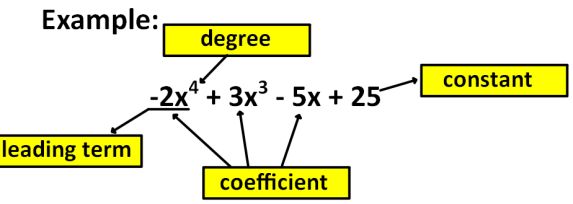 Example:
degree
-2x⁴ + 3x³ - 5x + 25
constant
leading term
coefficient